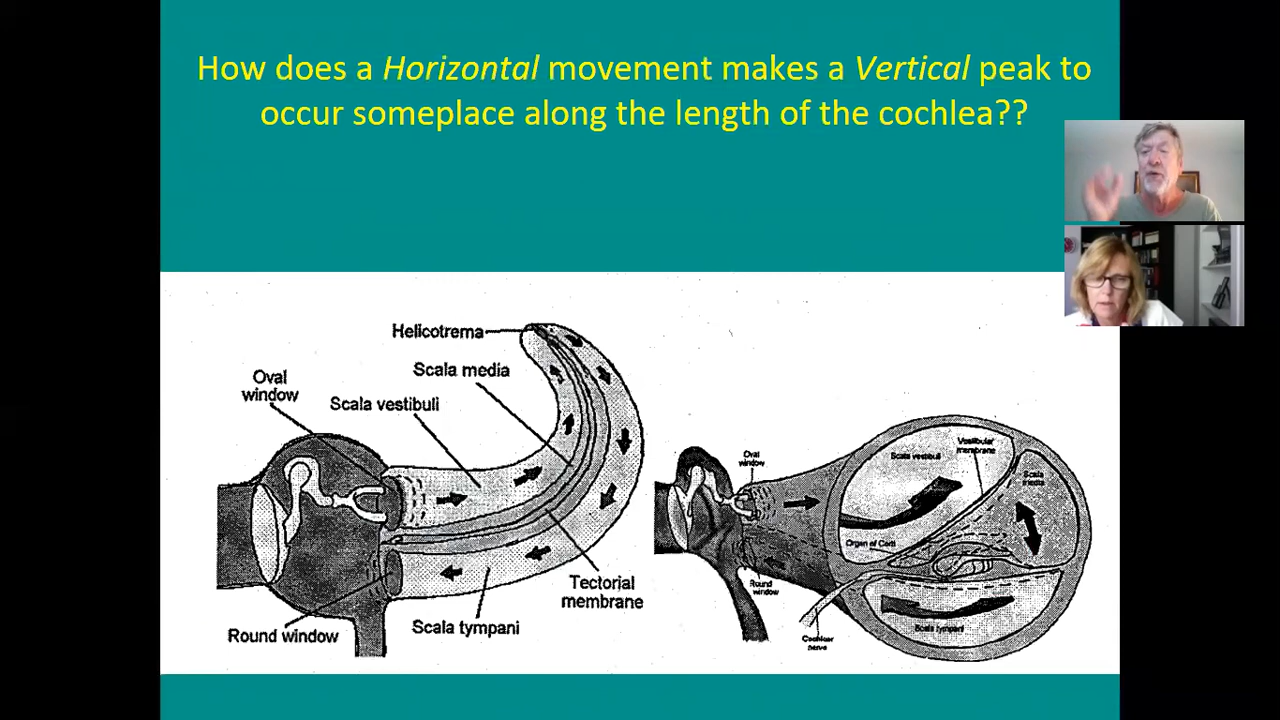 How does a Horizontal movement makes a Vertical peak to
occur someplace along the length of the cochlea??
Helicotrema
Scala media
Oval
window
Scala vestibuli
Tectorial
membrane
Round window
Scala tympani
Oval
window
Scala vestibuli
Vestibular
membrane
Scala
media
Organ of Corti
Round
window
Scala tympani
Cochlear
nerve